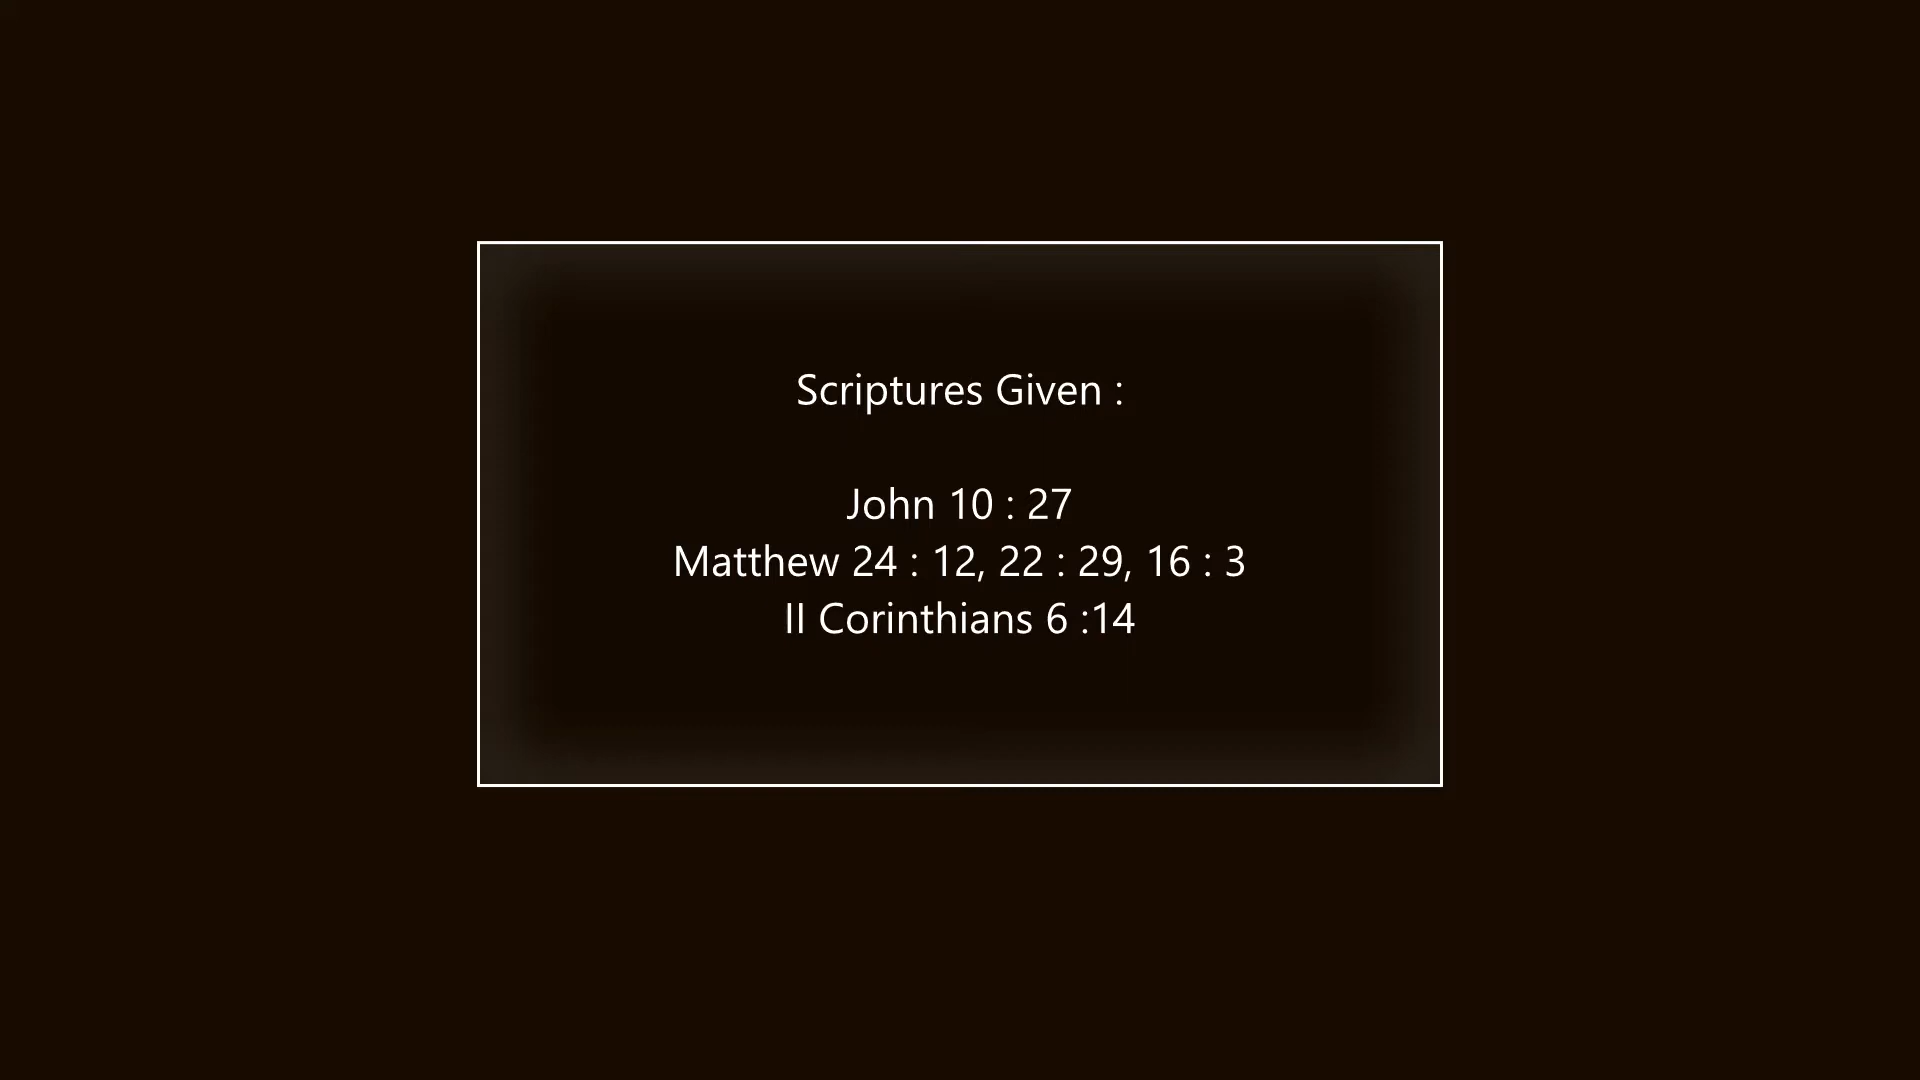 Scriptures Given :
John 10 : 27
Matthew 24 : 12, 22 : 29, 16 : 3
II Corinthians 6 :14